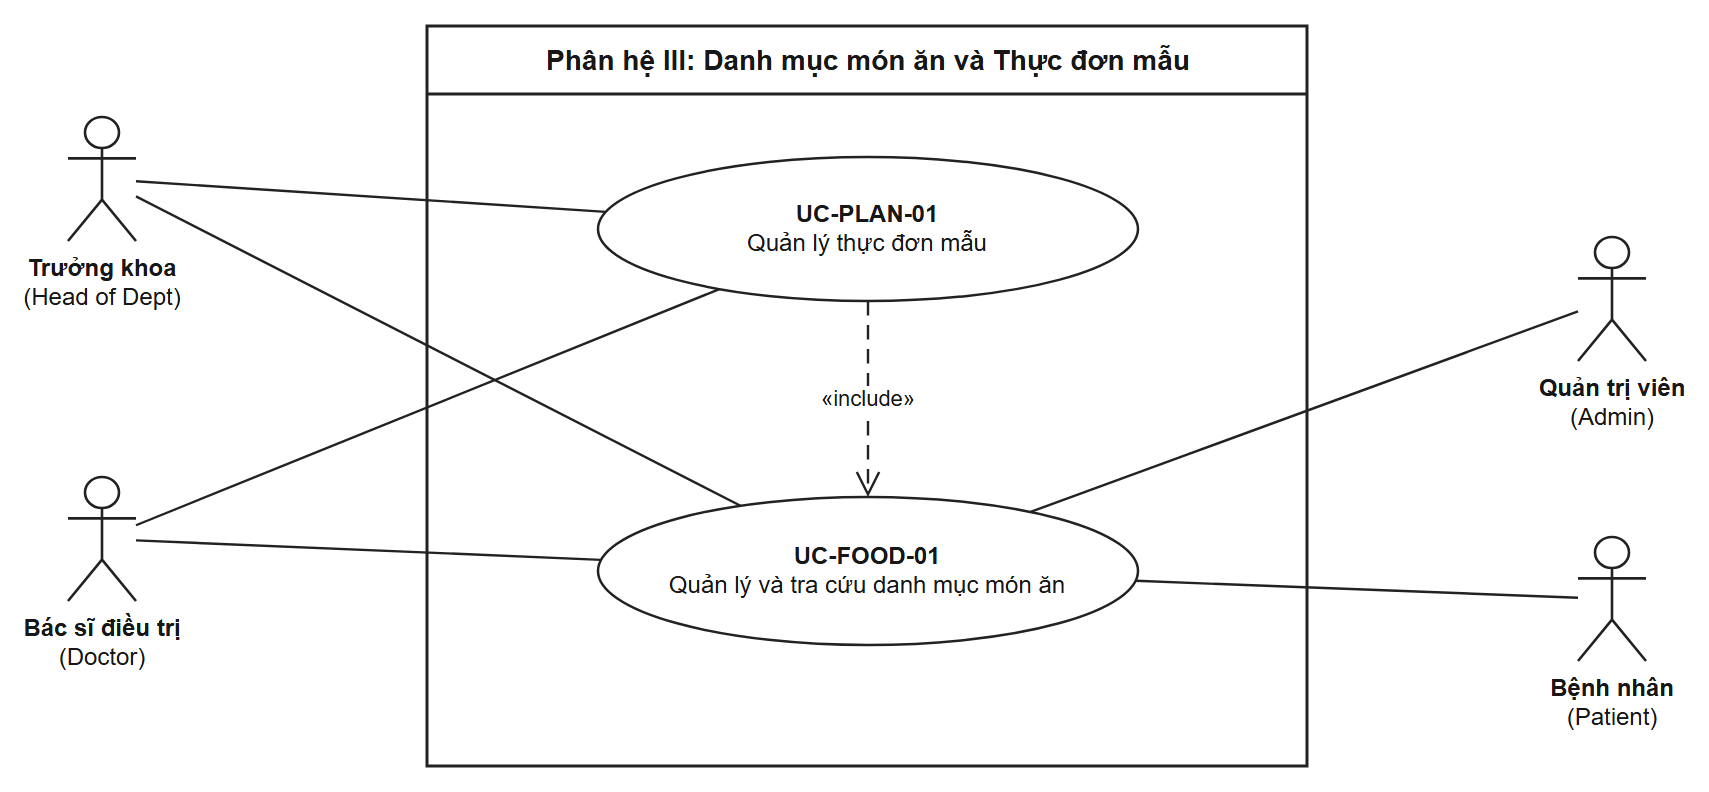 Phân hệ III: Danh mục món ăn và Thực đơn mẫu
Trưởng khoa
(Head of Dept)
UC-PLAN-01
Quản lý thực đơn mẫu
«include»
Quản trị viên
(Admin)
UC-FOOD-01
Quản lý và tra cứu danh mục món ăn
Bác sĩ điều trị
(Doctor)
Bệnh nhân
(Patient)